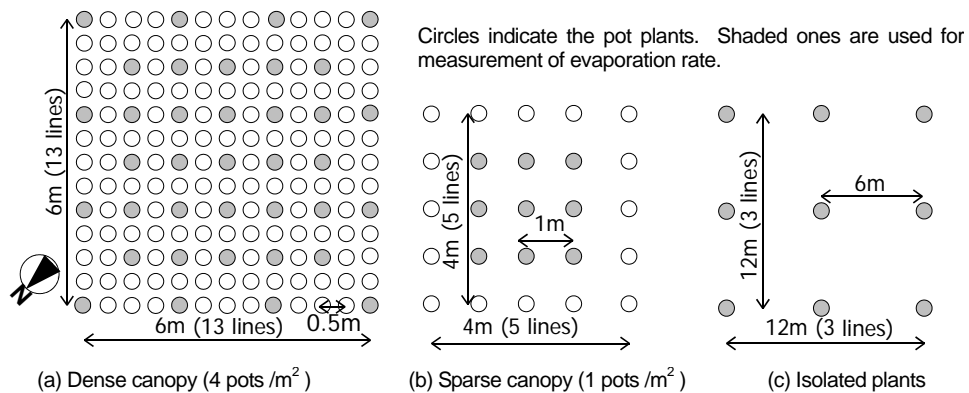 Circles indicate the pot plants. Shaded ones are used for
measurement of evaporation rate.
6m (13 lines)
N
6m (13 lines)
0.5m
(a) Dense canopy (4 pots /m²)
4m (5 lines)
1m
4m (5 lines)
(b) Sparse canopy (1 pots /m²)
12m (3 lines)
6m
12m (3 lines)
(c) Isolated plants